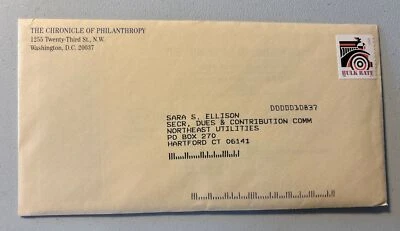 THE CHRONICLE OF PHILANTHROPY
1255 Twenty-Third St., N.W.
Washington, D.C. 20037
BULK RATE
0000010837
SARA S. ELLISON
SECR, DUES & CONTRIBUTION COMM
NORTHEAST UTILITIES
PO BOX 270
HARTFORD CT 06141